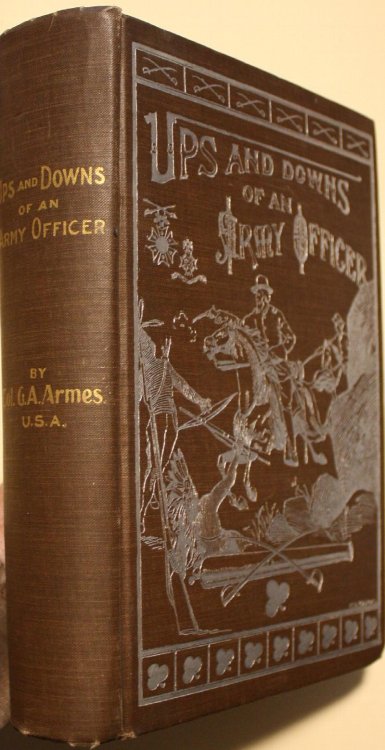 UPS AND DOWNS
OF AN
ARMY OFFICER
BY
Col. G.A. Armes.
U.S.A.
UPS AND DOWNS
OF AN
ARMY OFFICER